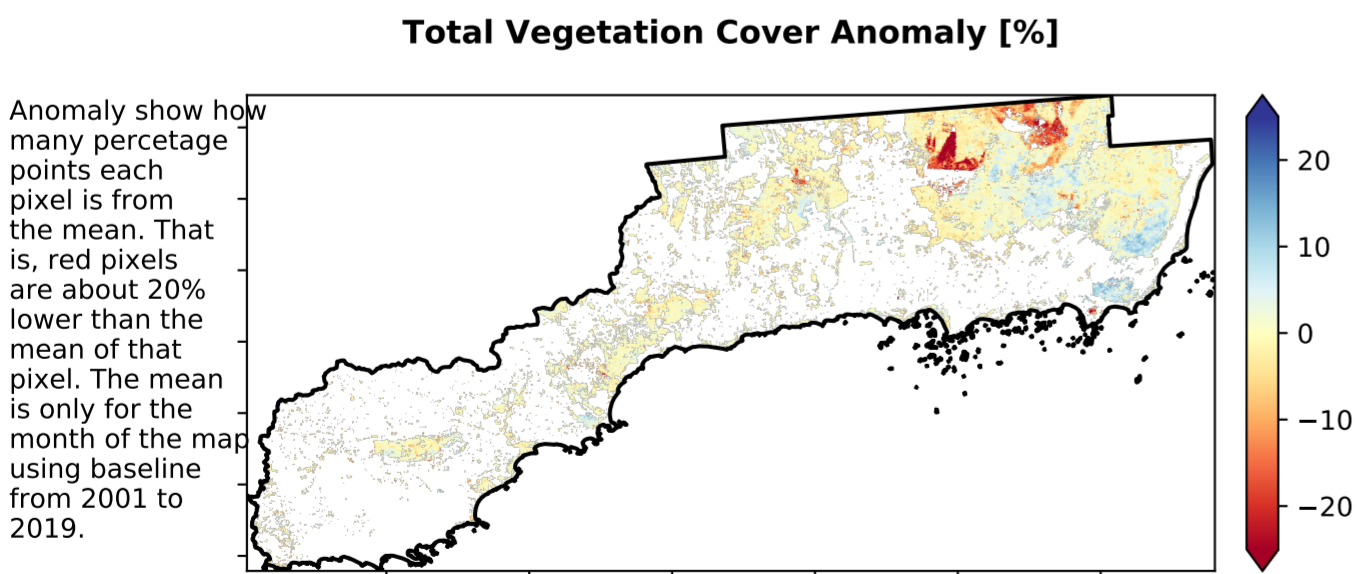 Total Vegetation Cover Anomaly [%]
Anomaly show how
many percetage
points each
pixel is from
the mean. That
is, red pixels
are about 20%
lower than the
mean of that
pixel. The mean
is only for the
month of the map
using baseline
from 2001 to
2019.
20
10
0
−10
−20